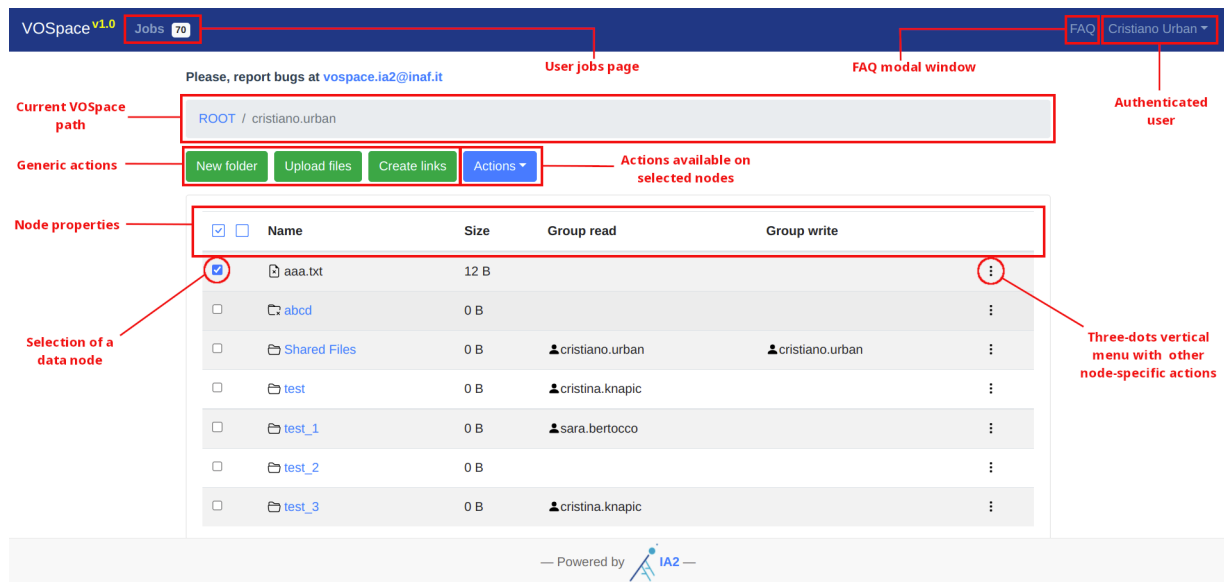 VOSpace v1.0 Jobs 70 FAQ Cristiano Urban
User jobs page
FAQ modal window
Please, report bugs at vospace.ia2@inaf.it
Current VOSpace
path
Authenticated
user
ROOT / cristiano.urban
Generic actions
New folder Upload files Create links Actions
Actions available on
selected nodes
Node properties
Name Size Group read Group write
aaa.txt 12 B
abcd 0 B
Selection of a
data node
Shared Files 0 B cristiano.urban cristiano.urban
Three-dots vertical
menu with other
node-specific actions
test 0 B cristina.knapic
test_1 0 B sara.bertocco
test_2 0 B
test_3 0 B cristina.knapic
— Powered by IA2 —